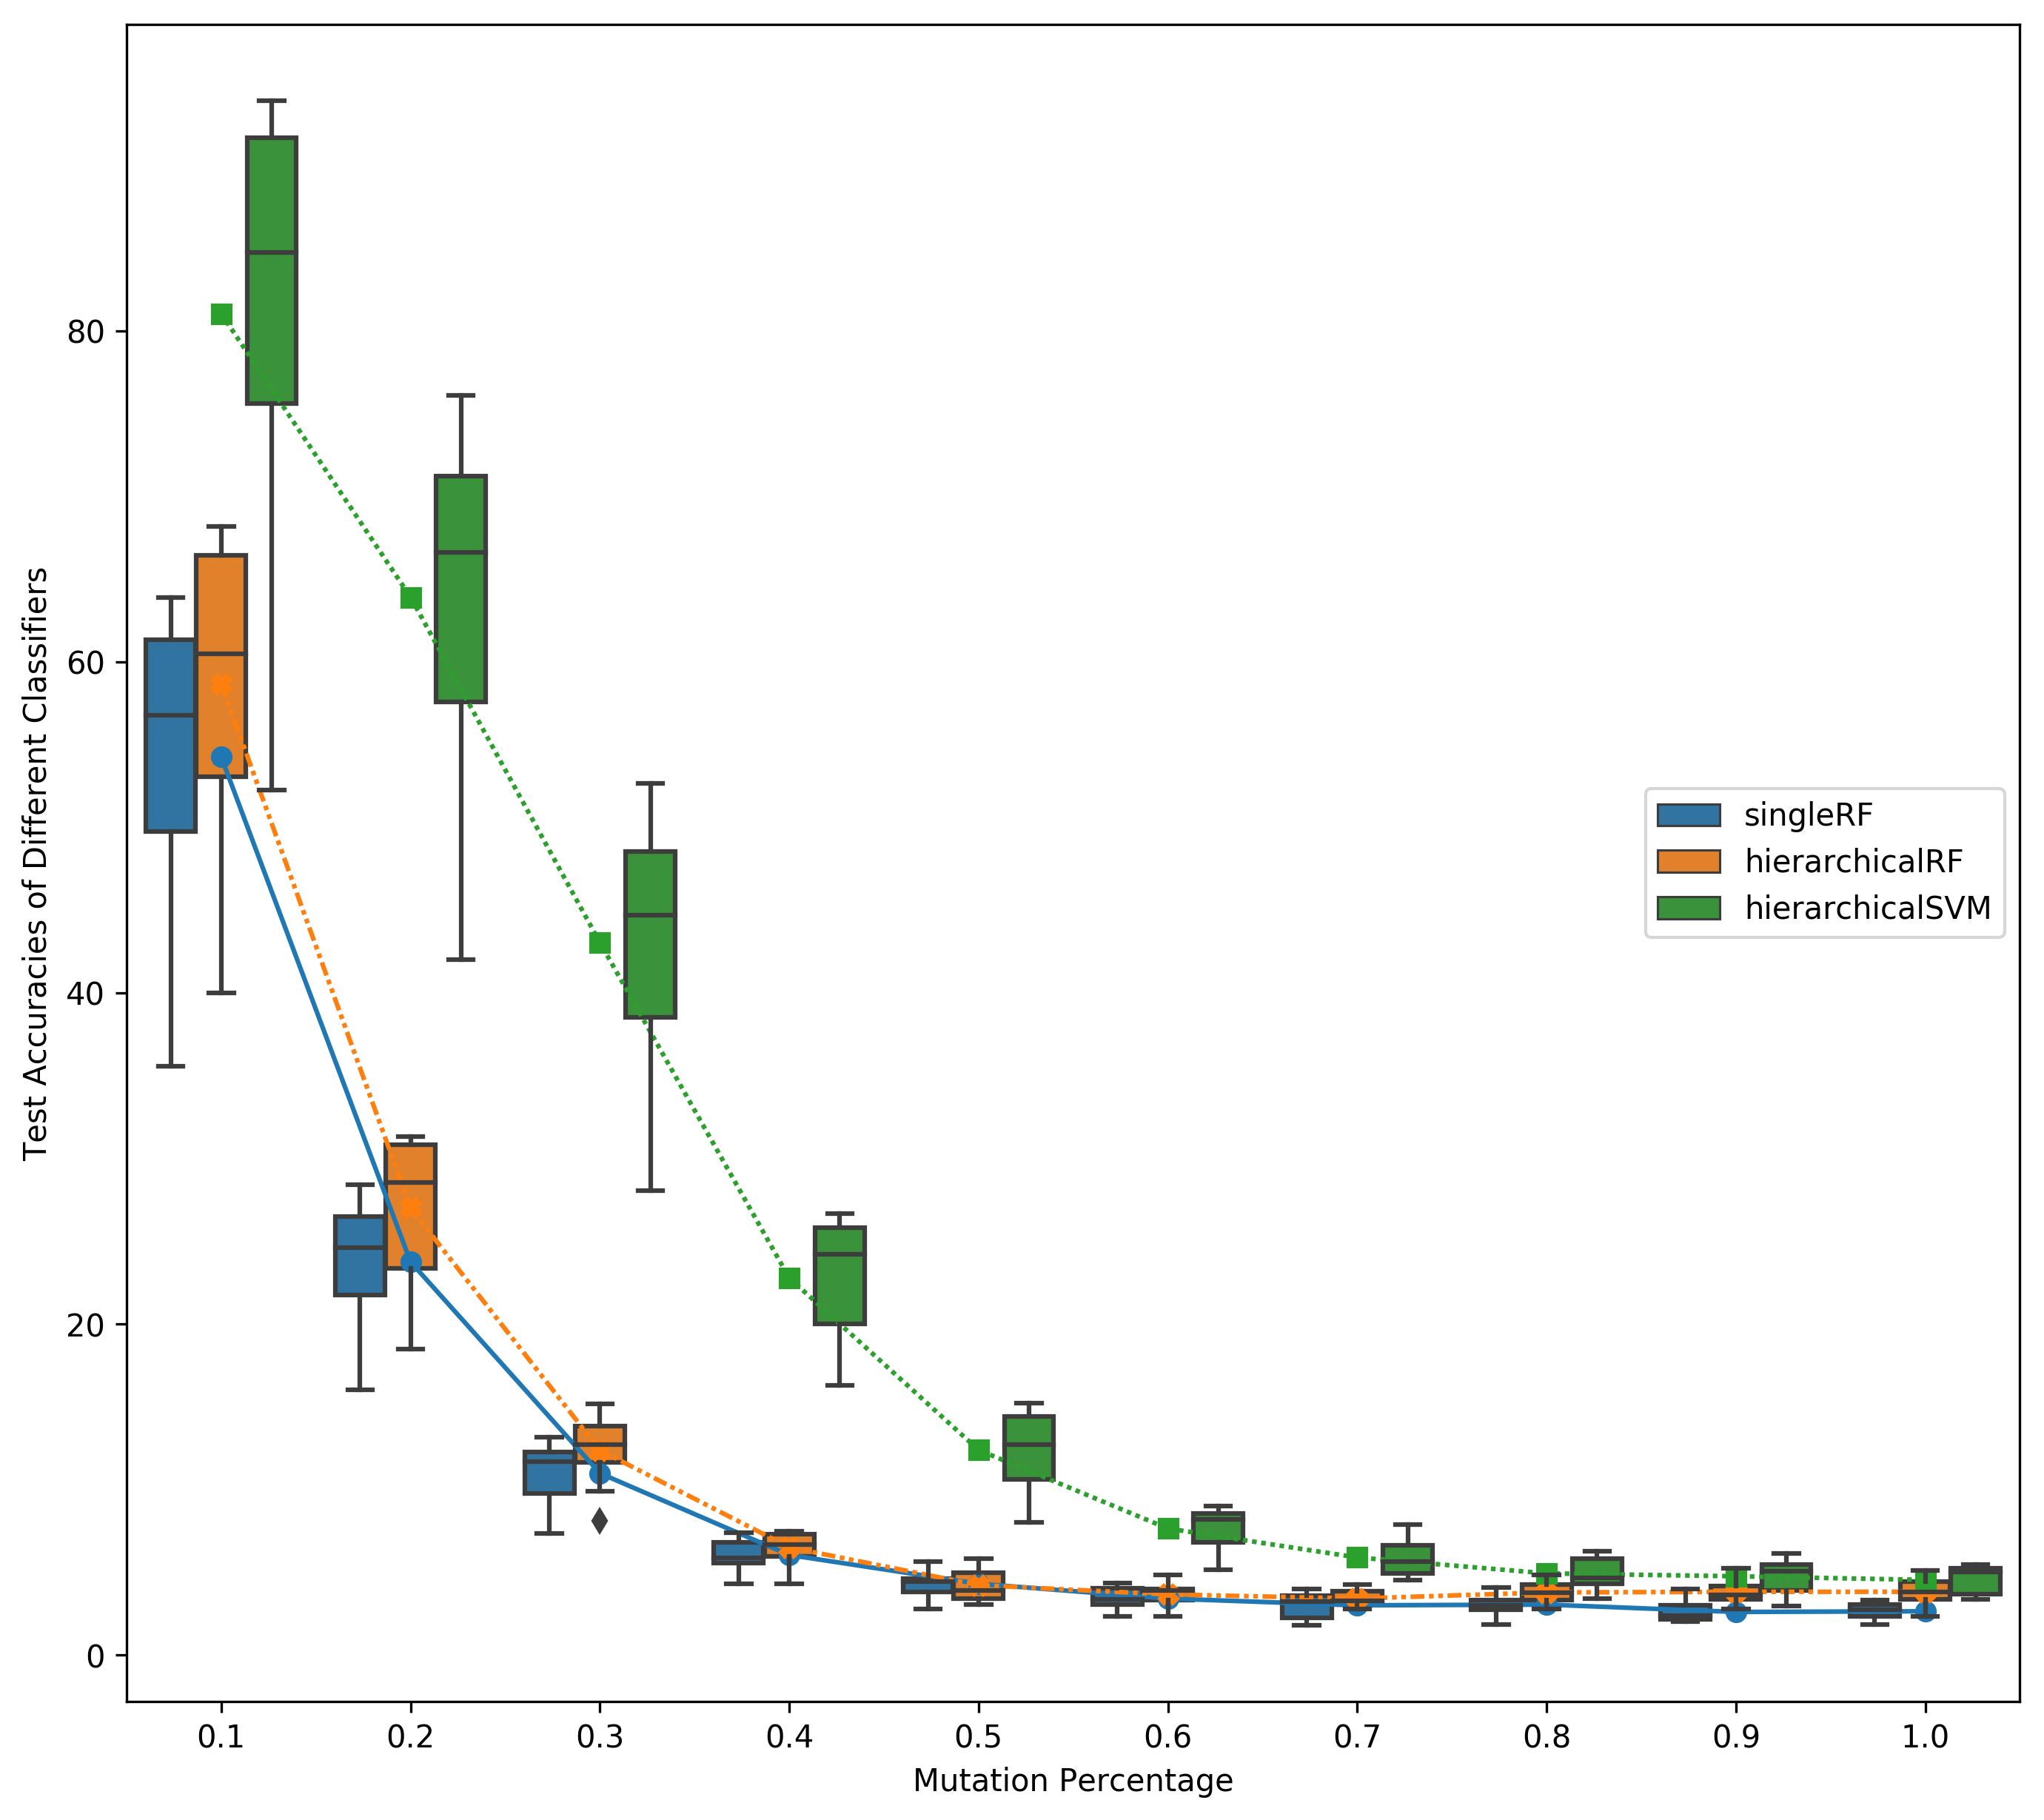 Test Accuracies of Different Classifiers
80
60
40
20
0
singleRF
hierarchicalRF
hierarchicalSVM
0.1 0.2 0.3 0.4 0.5 0.6 0.7 0.8 0.9 1.0
Mutation Percentage